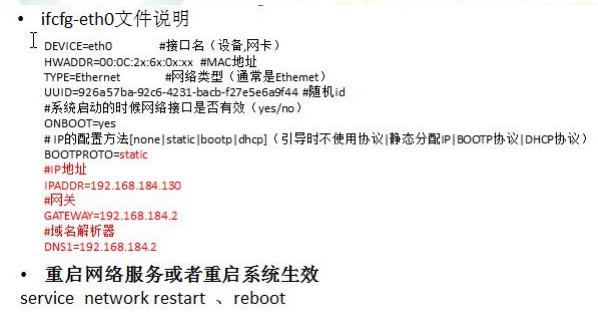 • ifcfg-eth0文件说明
DEVICE=eth0 #接口名（设备,网卡）
HWADDR=00:0C:2x:6x:0x:xx #MAC地址
TYPE=Ethernet #网络类型（通常是Ethemet）
UUID=926a57ba-92c6-4231-bacb-f27e5e6a9f44 #随机id
#系统启动的时候网络接口是否有效（yes/no）
ONBOOT=yes
# IP的配置方法[none|static|bootp|dhcp]（引导时不使用协议|静态分配IP|BOOTP协议|DHCP协议）
BOOTPROTO=static
#IP地址
IPADDR=192.168.184.130
#网关
GATEWAY=192.168.184.2
#域名解析器
DNS1=192.168.184.2
• 重启网络服务或者重启系统生效
service network restart 、reboot